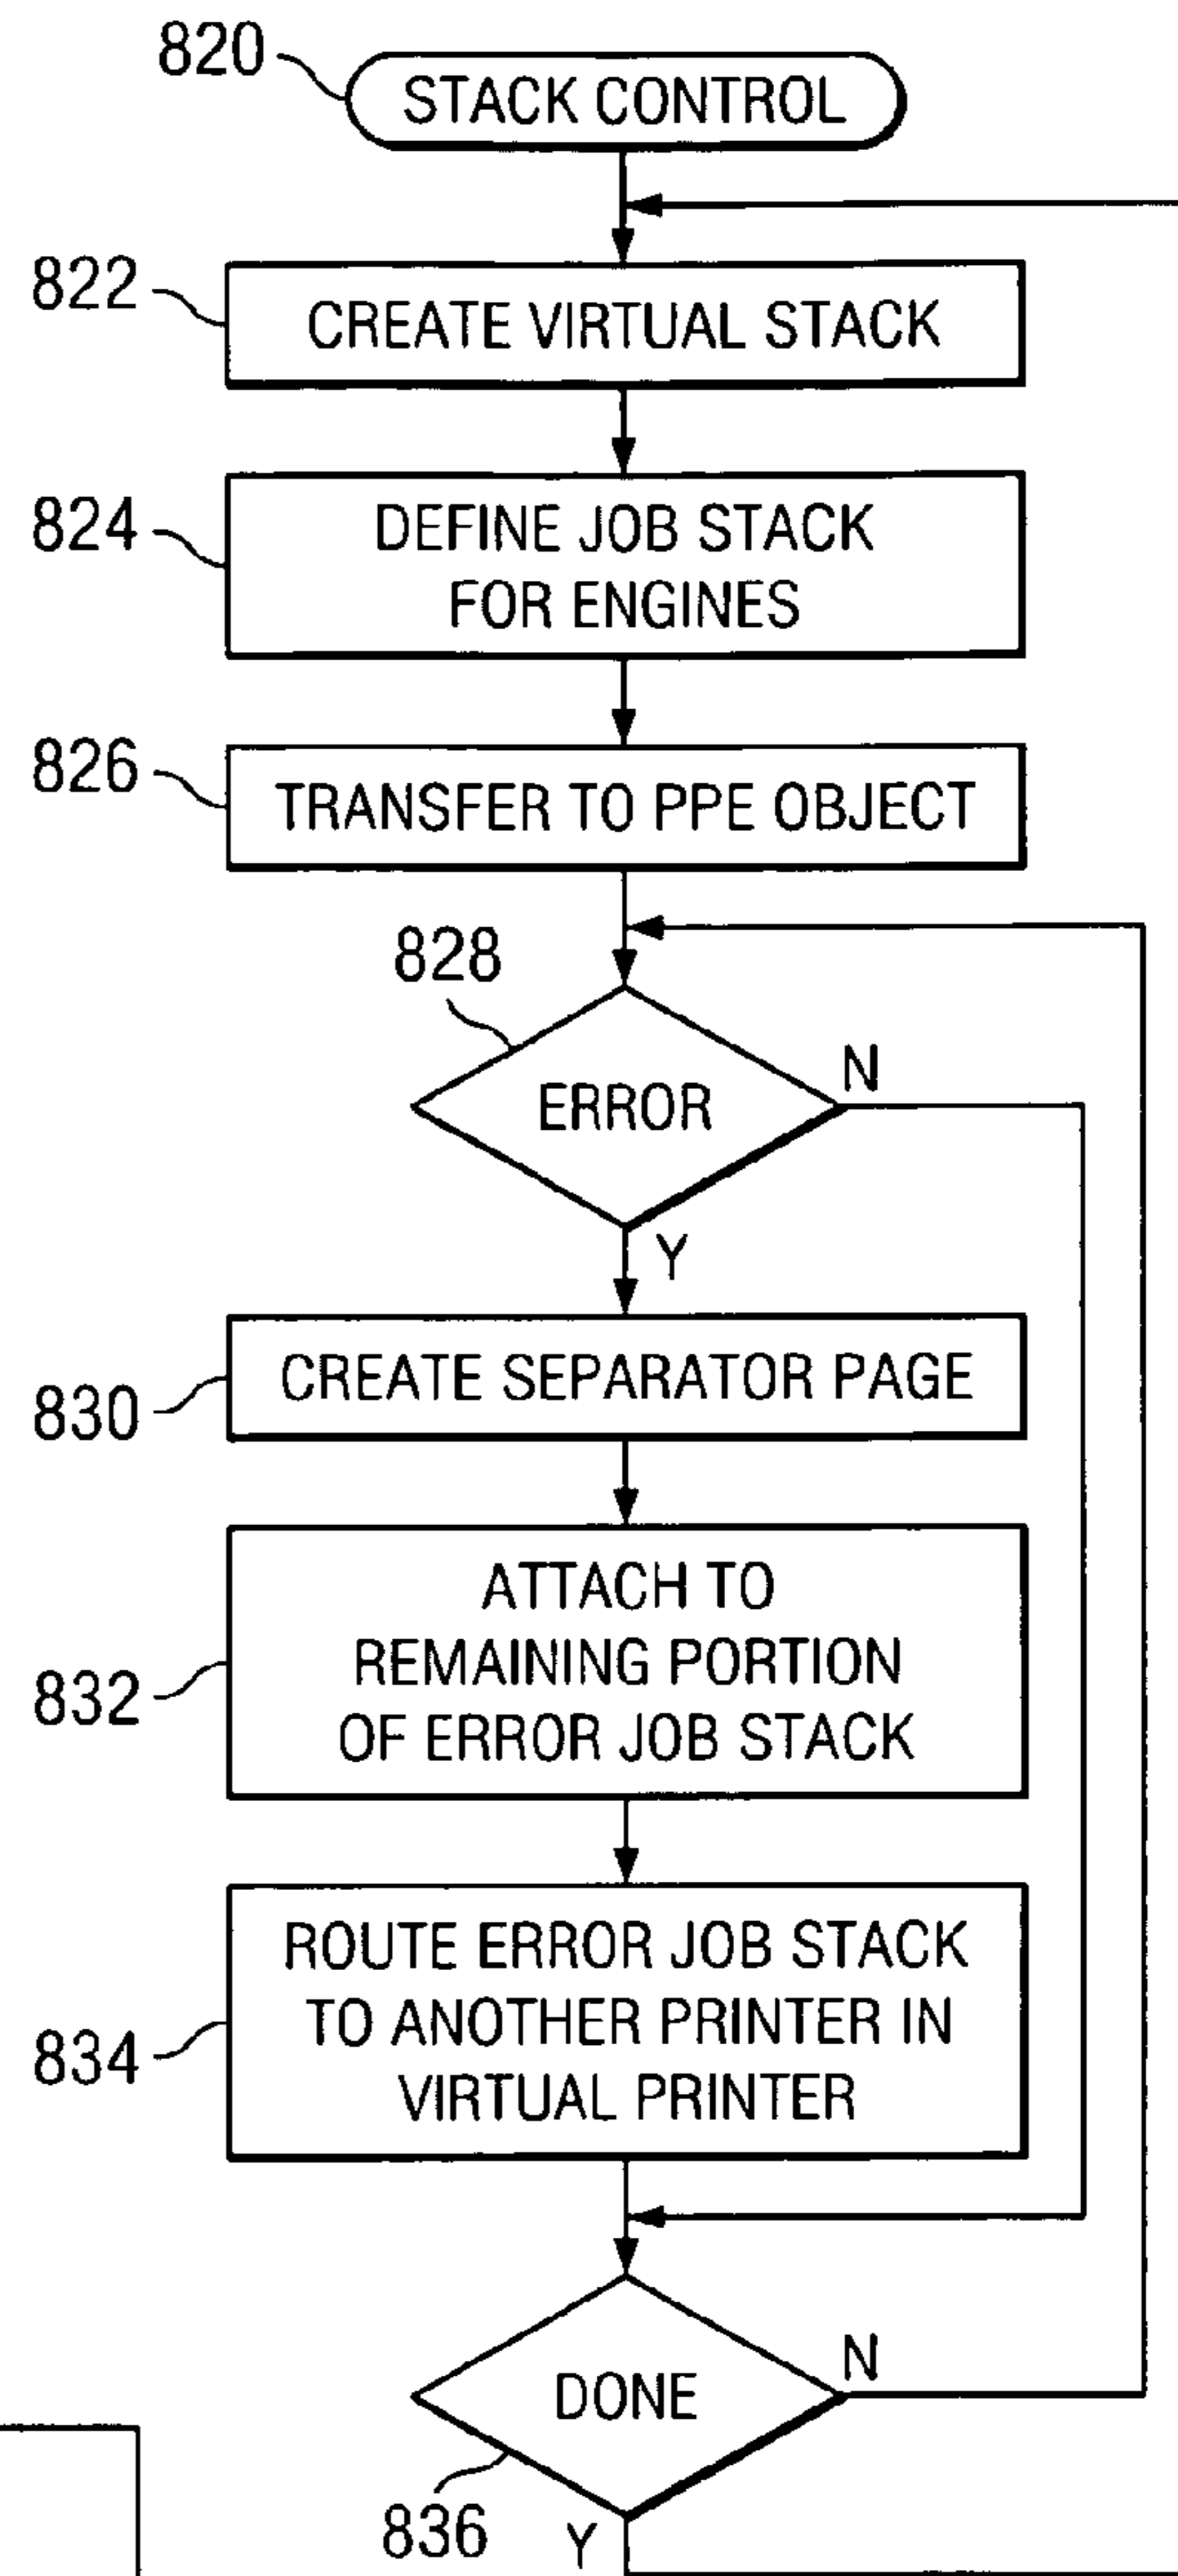 820
STACK CONTROL
822
CREATE VIRTUAL STACK
824
DEFINE JOB STACK
FOR ENGINES
826
TRANSFER TO PPE OBJECT
828
ERROR
N
Y
830
CREATE SEPARATOR PAGE
832
ATTACH TO
REMAINING PORTION
OF ERROR JOB STACK
834
ROUTE ERROR JOB STACK
TO ANOTHER PRINTER IN
VIRTUAL PRINTER
DONE
N
836
Y